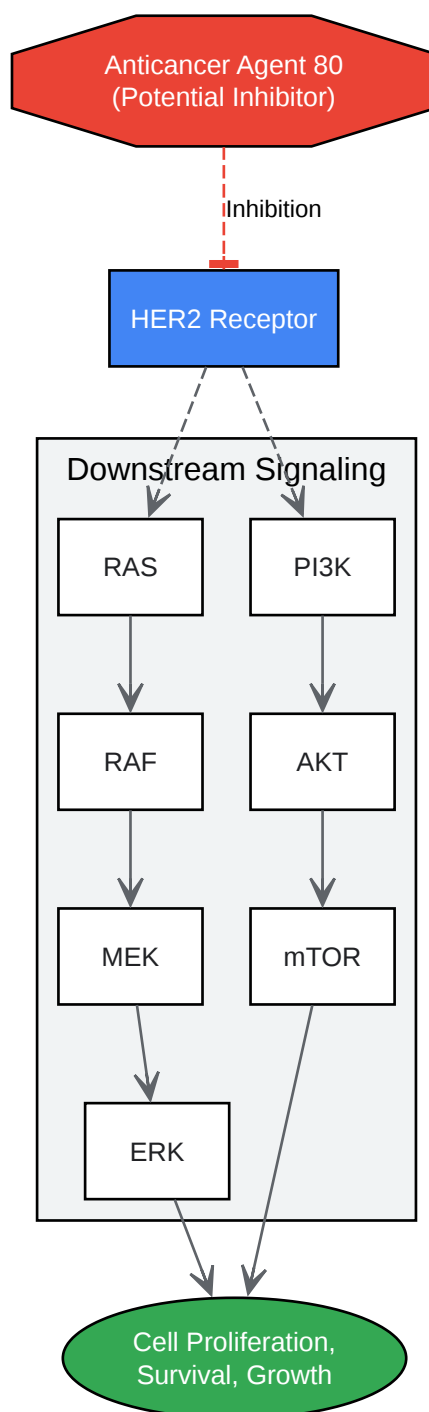 Anticancer Agent 80
(Potential Inhibitor)
Inhibition
HER2 Receptor
Downstream Signaling
RAS
PI3K
RAF
AKT
MEK
mTOR
ERK
Cell Proliferation,
Survival, Growth